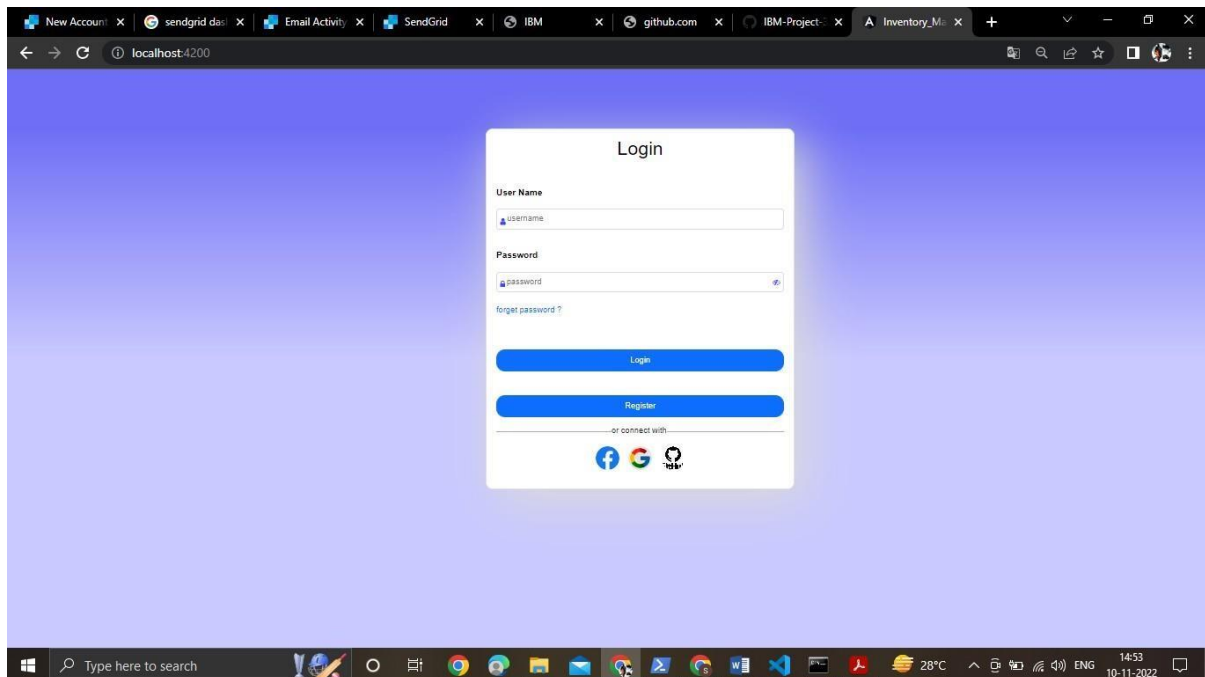 New Account
sendgrid das
Email Activity
SendGrid
IBM
github.com
IBM-Project-
Inventory_Ma
localhost:4200
Login
User Name
username
Password
password
forget password ?
Login
Register
or connect with
Type here to search
28°C
ENG
14:53
10-11-2022